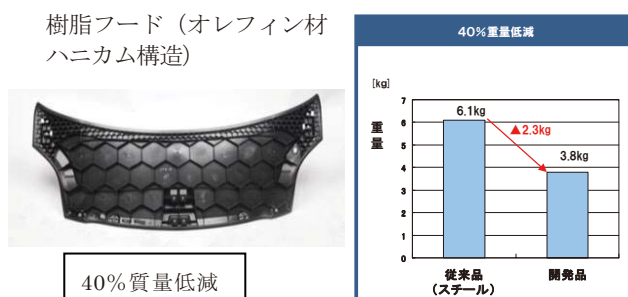 樹脂フード（オレフィン材
ハニカム構造）
40％質量低減
40％重量低減
[kg]
重量
7
6
5
4
3
2
1
0
6.1kg
▲2.3kg
3.8kg
従来品
（スチール）
開発品